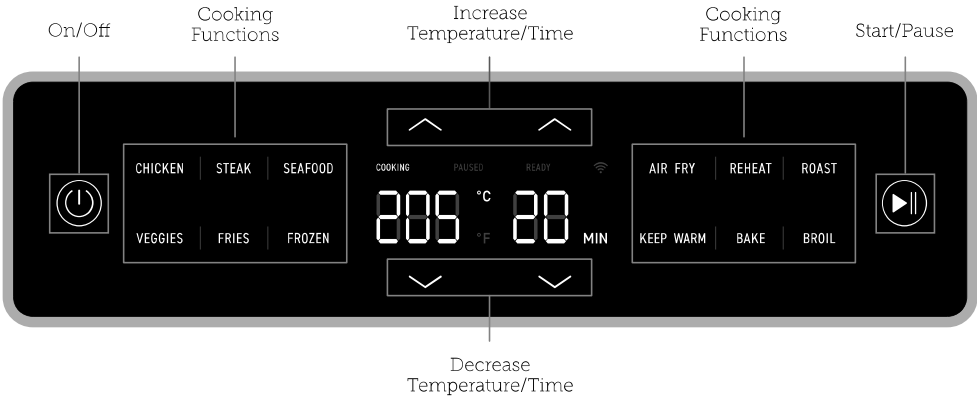 On/Off
Cooking
Functions
Increase
Temperature/Time
Cooking
Functions
Start/Pause
CHICKEN STEAK SEAFOOD
VEGGIES FRIES FROZEN
COOKING PAUSED READY
205 °C °F 20 MIN
AIR FRY REHEAT ROAST
KEEP WARM BAKE BROIL
Decrease
Temperature/Time